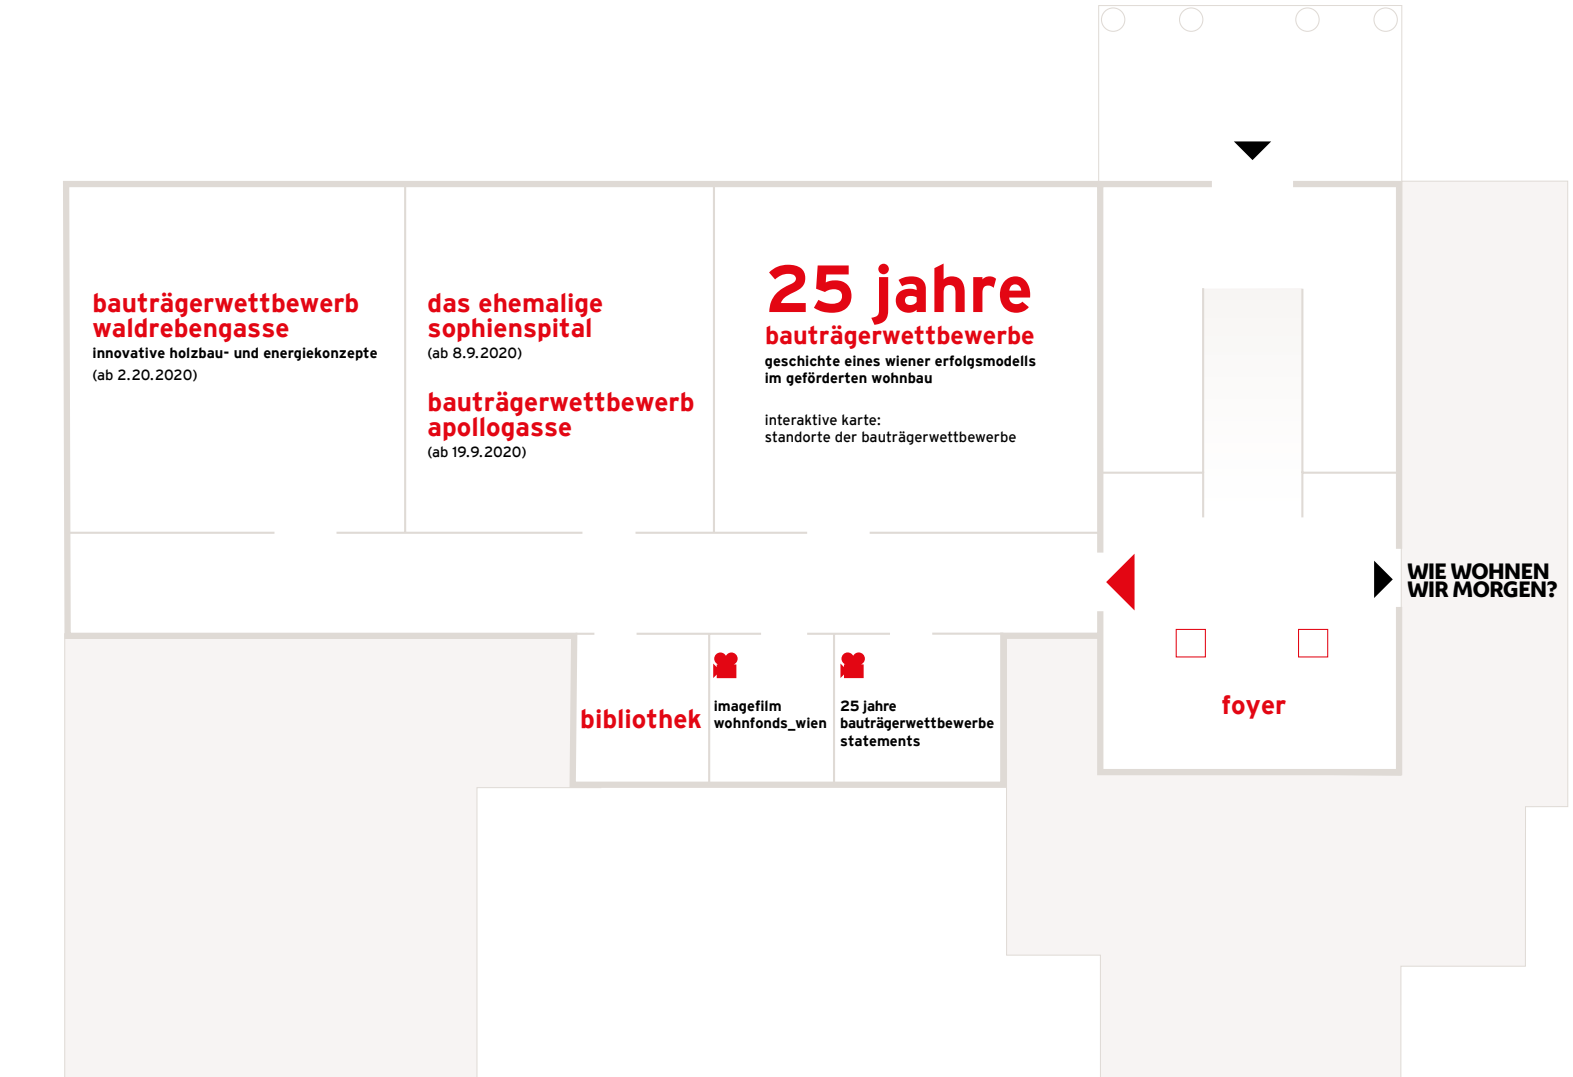 bauträgerwettbewerb
waldrebengasse
innovative holzbau- und energiekonzepte
(ab 2.20.2020)
das ehemalige
sophienspital
(ab 8.9.2020)
bauträgerwettbewerb
apollogasse
(ab 19.9.2020)
25 jahre
bauträgerwettbewerbe
geschichte eines wiener erfolgsmodells
im geförderten wohnbau
interaktive karte:
standorte der bauträgerwettbewerbe
WIE WOHNEN
WIR MORGEN?
bibliothek
imagefilm
wohnfonds_wien
25 jahre
bauträgerwettbewerbe
statements
foyer